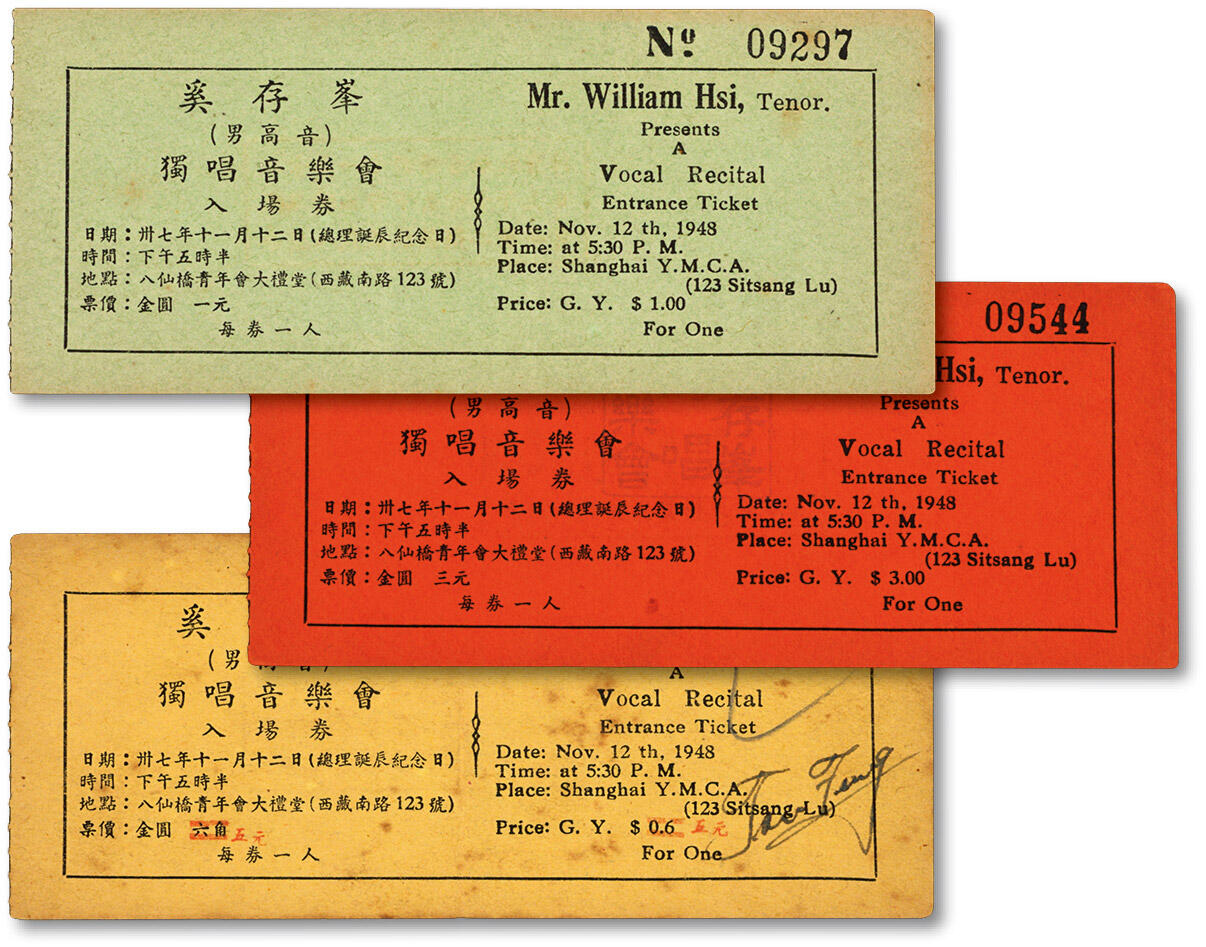 Nº 09297
奚存峯
(男高音)
獨唱音樂會
入場券
日期：卅七年十一月十二日(總理誕辰紀念日)
時間：下午五時半
地點：八仙橋青年會大禮堂(西藏南路123號)
票價：金圓 一元
每券一人
Mr. William Hsi, Tenor.
Presents
A
Vocal Recital
Entrance Ticket
Date: Nov. 12 th, 1948
Time: at 5:30 P. M.
Place: Shanghai Y.M.C.A.
(123 Sitsang Lu)
Price: G. Y. $ 1.00
For One
09544
(男高音)
獨唱音樂會
入場券
日期：卅七年十一月十二日(總理誕辰紀念日)
時間：下午五時半
地點：八仙橋青年會大禮堂(西藏南路123號)
票價：金圓 三元
每券一人
Hsi, Tenor.
Presents
A
Vocal Recital
Entrance Ticket
Date: Nov. 12 th, 1948
Time: at 5:30 P. M.
Place: Shanghai Y.M.C.A.
(123 Sitsang Lu)
Price: G. Y. $ 3.00
For One
奚
(男高音)
獨唱音樂會
入場券
日期：卅七年十一月十二日(總理誕辰紀念日)
時間：下午五時半
地點：八仙橋青年會大禮堂(西藏南路123號)
票價：金圓 六角 五元
每券一人
A
Vocal Recital
Entrance Ticket
Date: Nov. 12 th, 1948
Time: at 5:30 P. M.
Place: Shanghai Y.M.C.A.
(123 Sitsang Lu)
Price: G. Y. $ 0.6 五元
For One